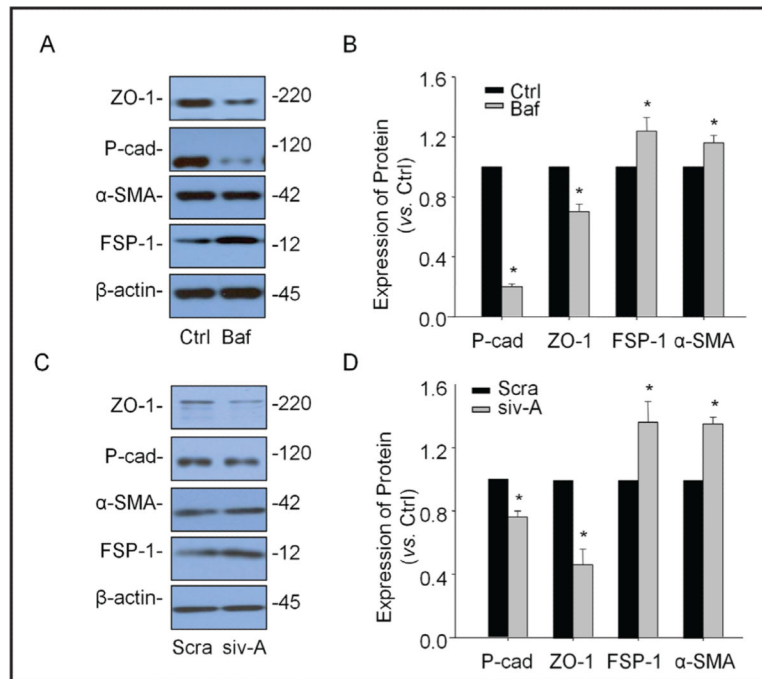 A
ZO-1- -220
P-cad- -120
α-SMA- -42
FSP-1- -12
β-actin- -45
Ctrl Baf
B
Expression of Protein
(vs. Ctrl)
1.6
1.2
0.8
0.4
0.0
Ctrl
Baf
*
*
*
*
P-cad ZO-1 FSP-1 α-SMA
C
ZO-1- -220
P-cad- -120
α-SMA- -42
FSP-1- -12
β-actin- -45
Scra siv-A
D
Expression of Protein
(vs. Ctrl)
1.6
1.2
0.8
0.4
0.0
Scra
siv-A
*
*
*
*
P-cad ZO-1 FSP-1 α-SMA